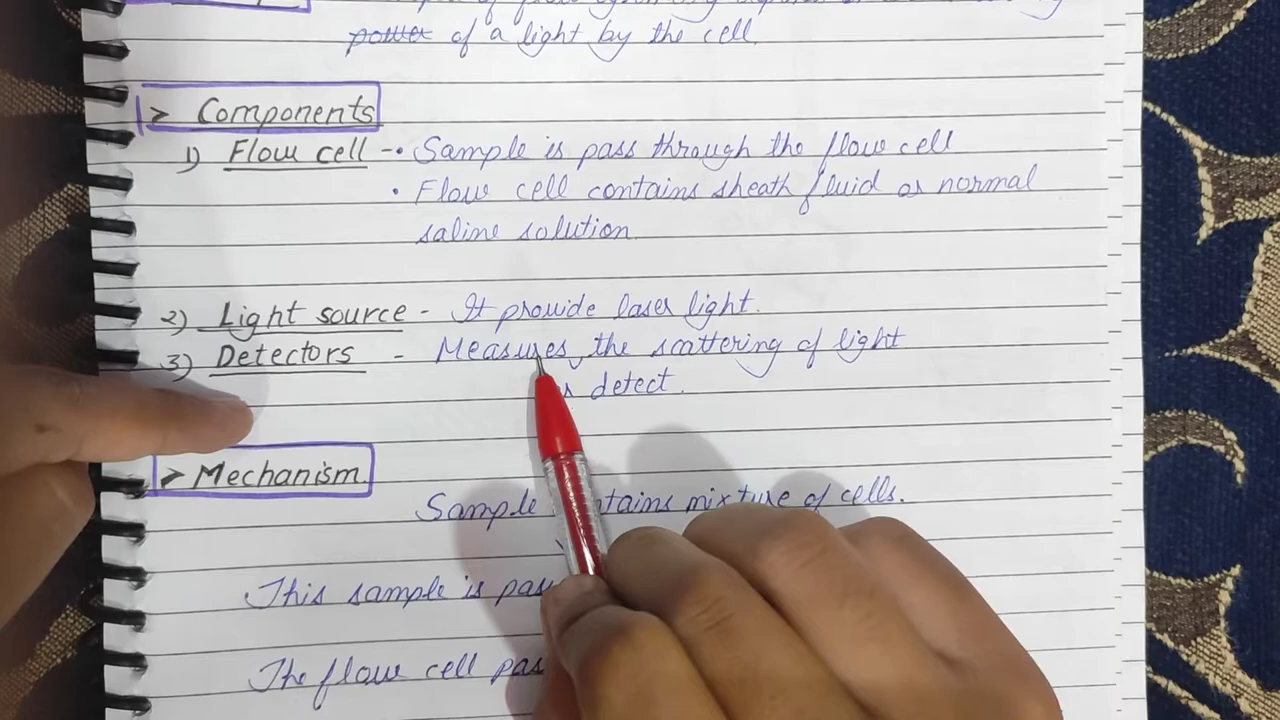 power of a light by the cell.
> Components
1) Flow cell - • Sample is pass through the flow cell
• Flow cell contains sheath fluid or normal
saline solution
2) Light source - It provide laser light.
3) Detectors - Measures, the scattering of light
detect.
> Mechanism.
Sample mixture of cells.
This sample is
The flow cell